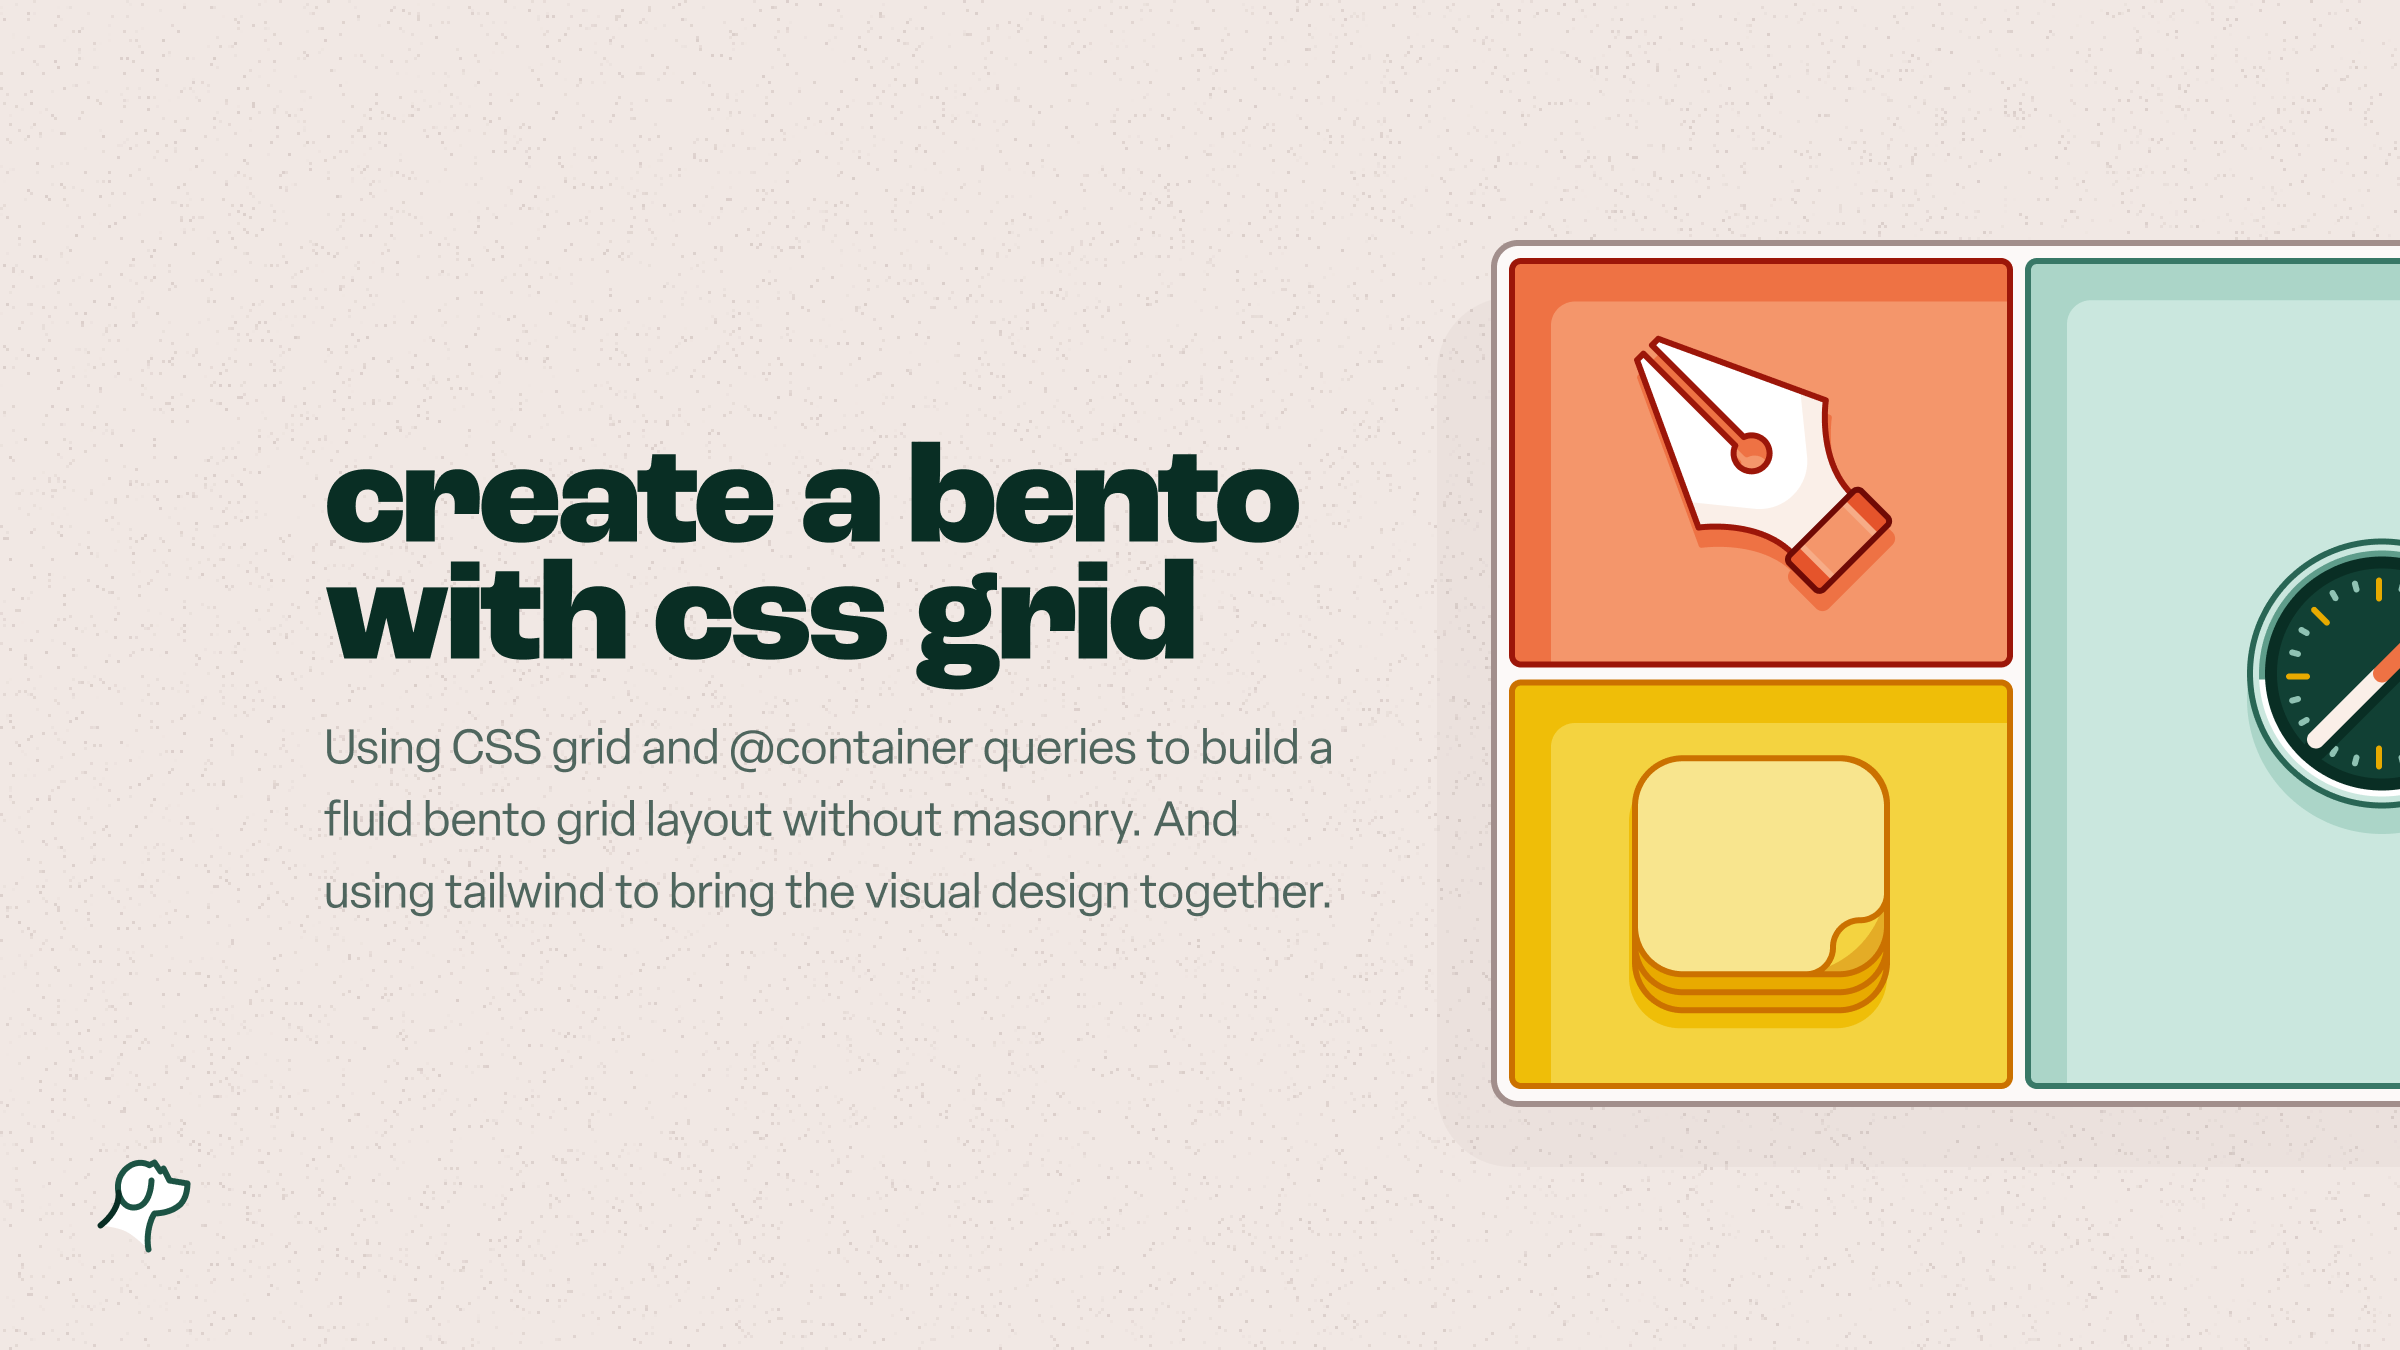 create a bento
with css grid
Using CSS grid and @container queries to build a
fluid bento grid layout without masonry. And
using tailwind to bring the visual design together.